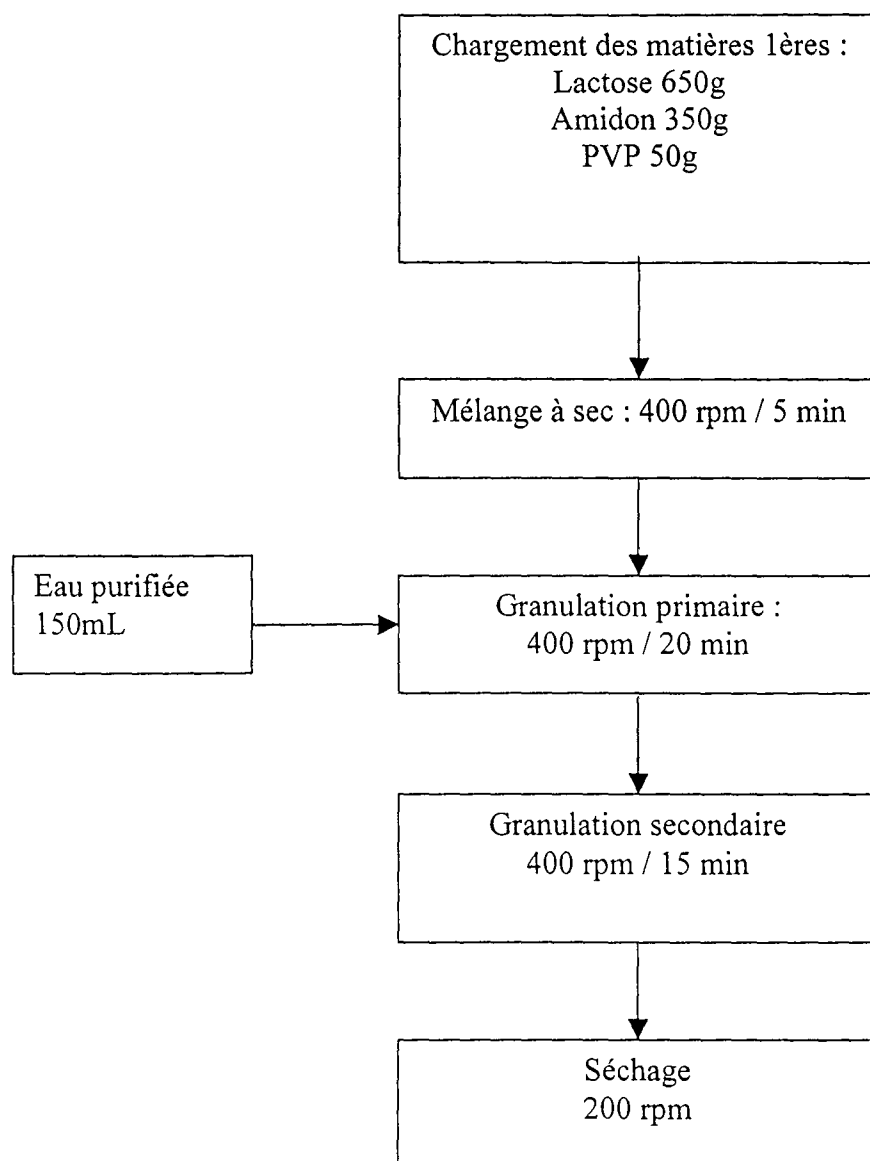 Chargement des matières 1ères :
Lactose 650g
Amidon 350g
PVP 50g
Mélange à sec : 400 rpm / 5 min
Eau purifiée
150mL
Granulation primaire :
400 rpm / 20 min
Granulation secondaire
400 rpm / 15 min
Séchage
200 rpm